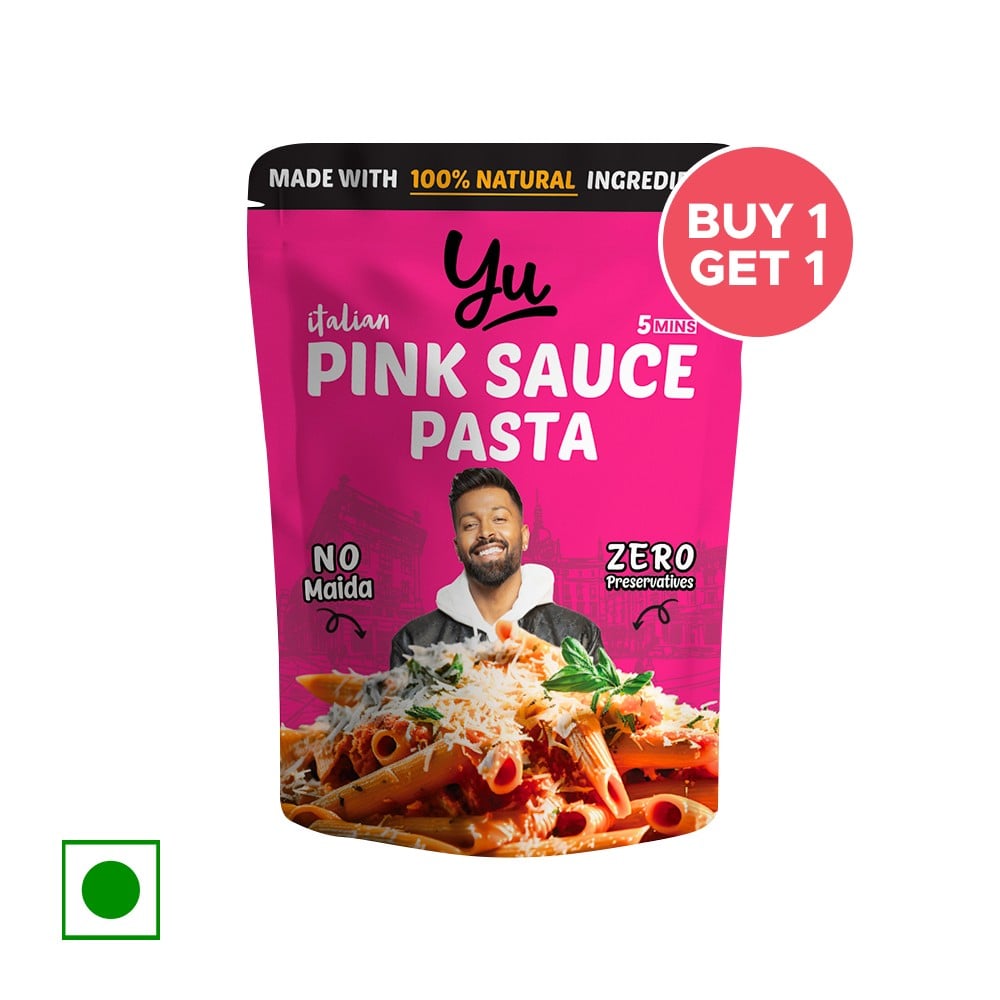 MADE WITH 100% NATURAL
BUY 1
GET 1
yu
italian
5 MINS
PINK SAUCE
PASTA
NO
Maida
ZERO
Preservatives